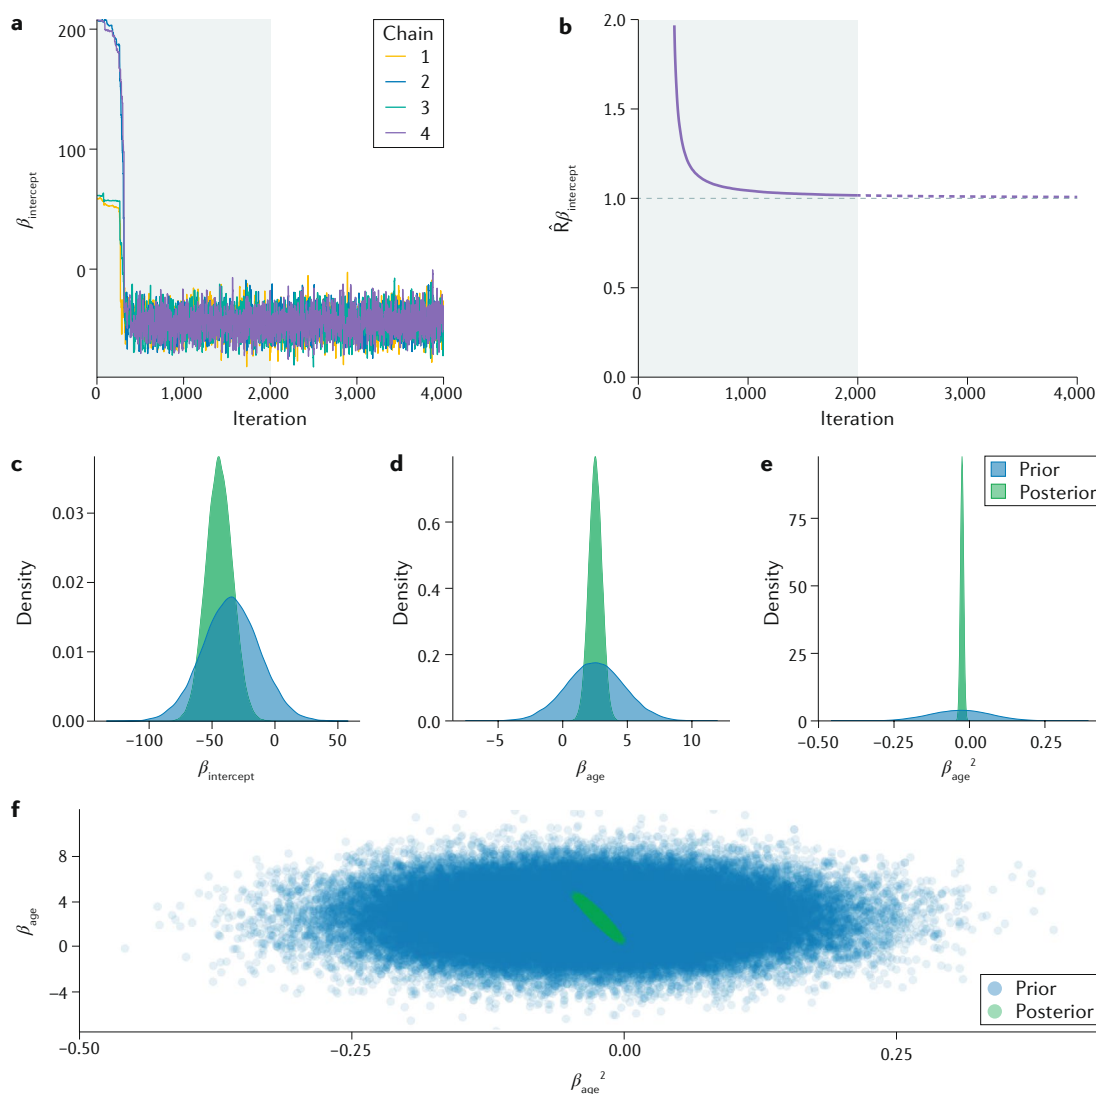 a
200
100
0
β intercept
0 1,000 2,000 3,000 4,000
Iteration
Chain
1
2
3
4
b
2.0
1.5
1.0
0.5
0.0
R̂β intercept
0 1,000 2,000 3,000 4,000
Iteration
c
0.03
0.02
0.01
0.00
Density
−100 −50 0 50
β intercept
d
0.6
0.4
0.2
0.0
Density
−5 0 5 10
β age
e
75
50
25
0
Density
−0.50 −0.25 0.00 0.25
β age ²
Prior
Posterior
f
8
4
0
−4
β age
−0.50 −0.25 0.00 0.25
β age ²
Prior
Posterior